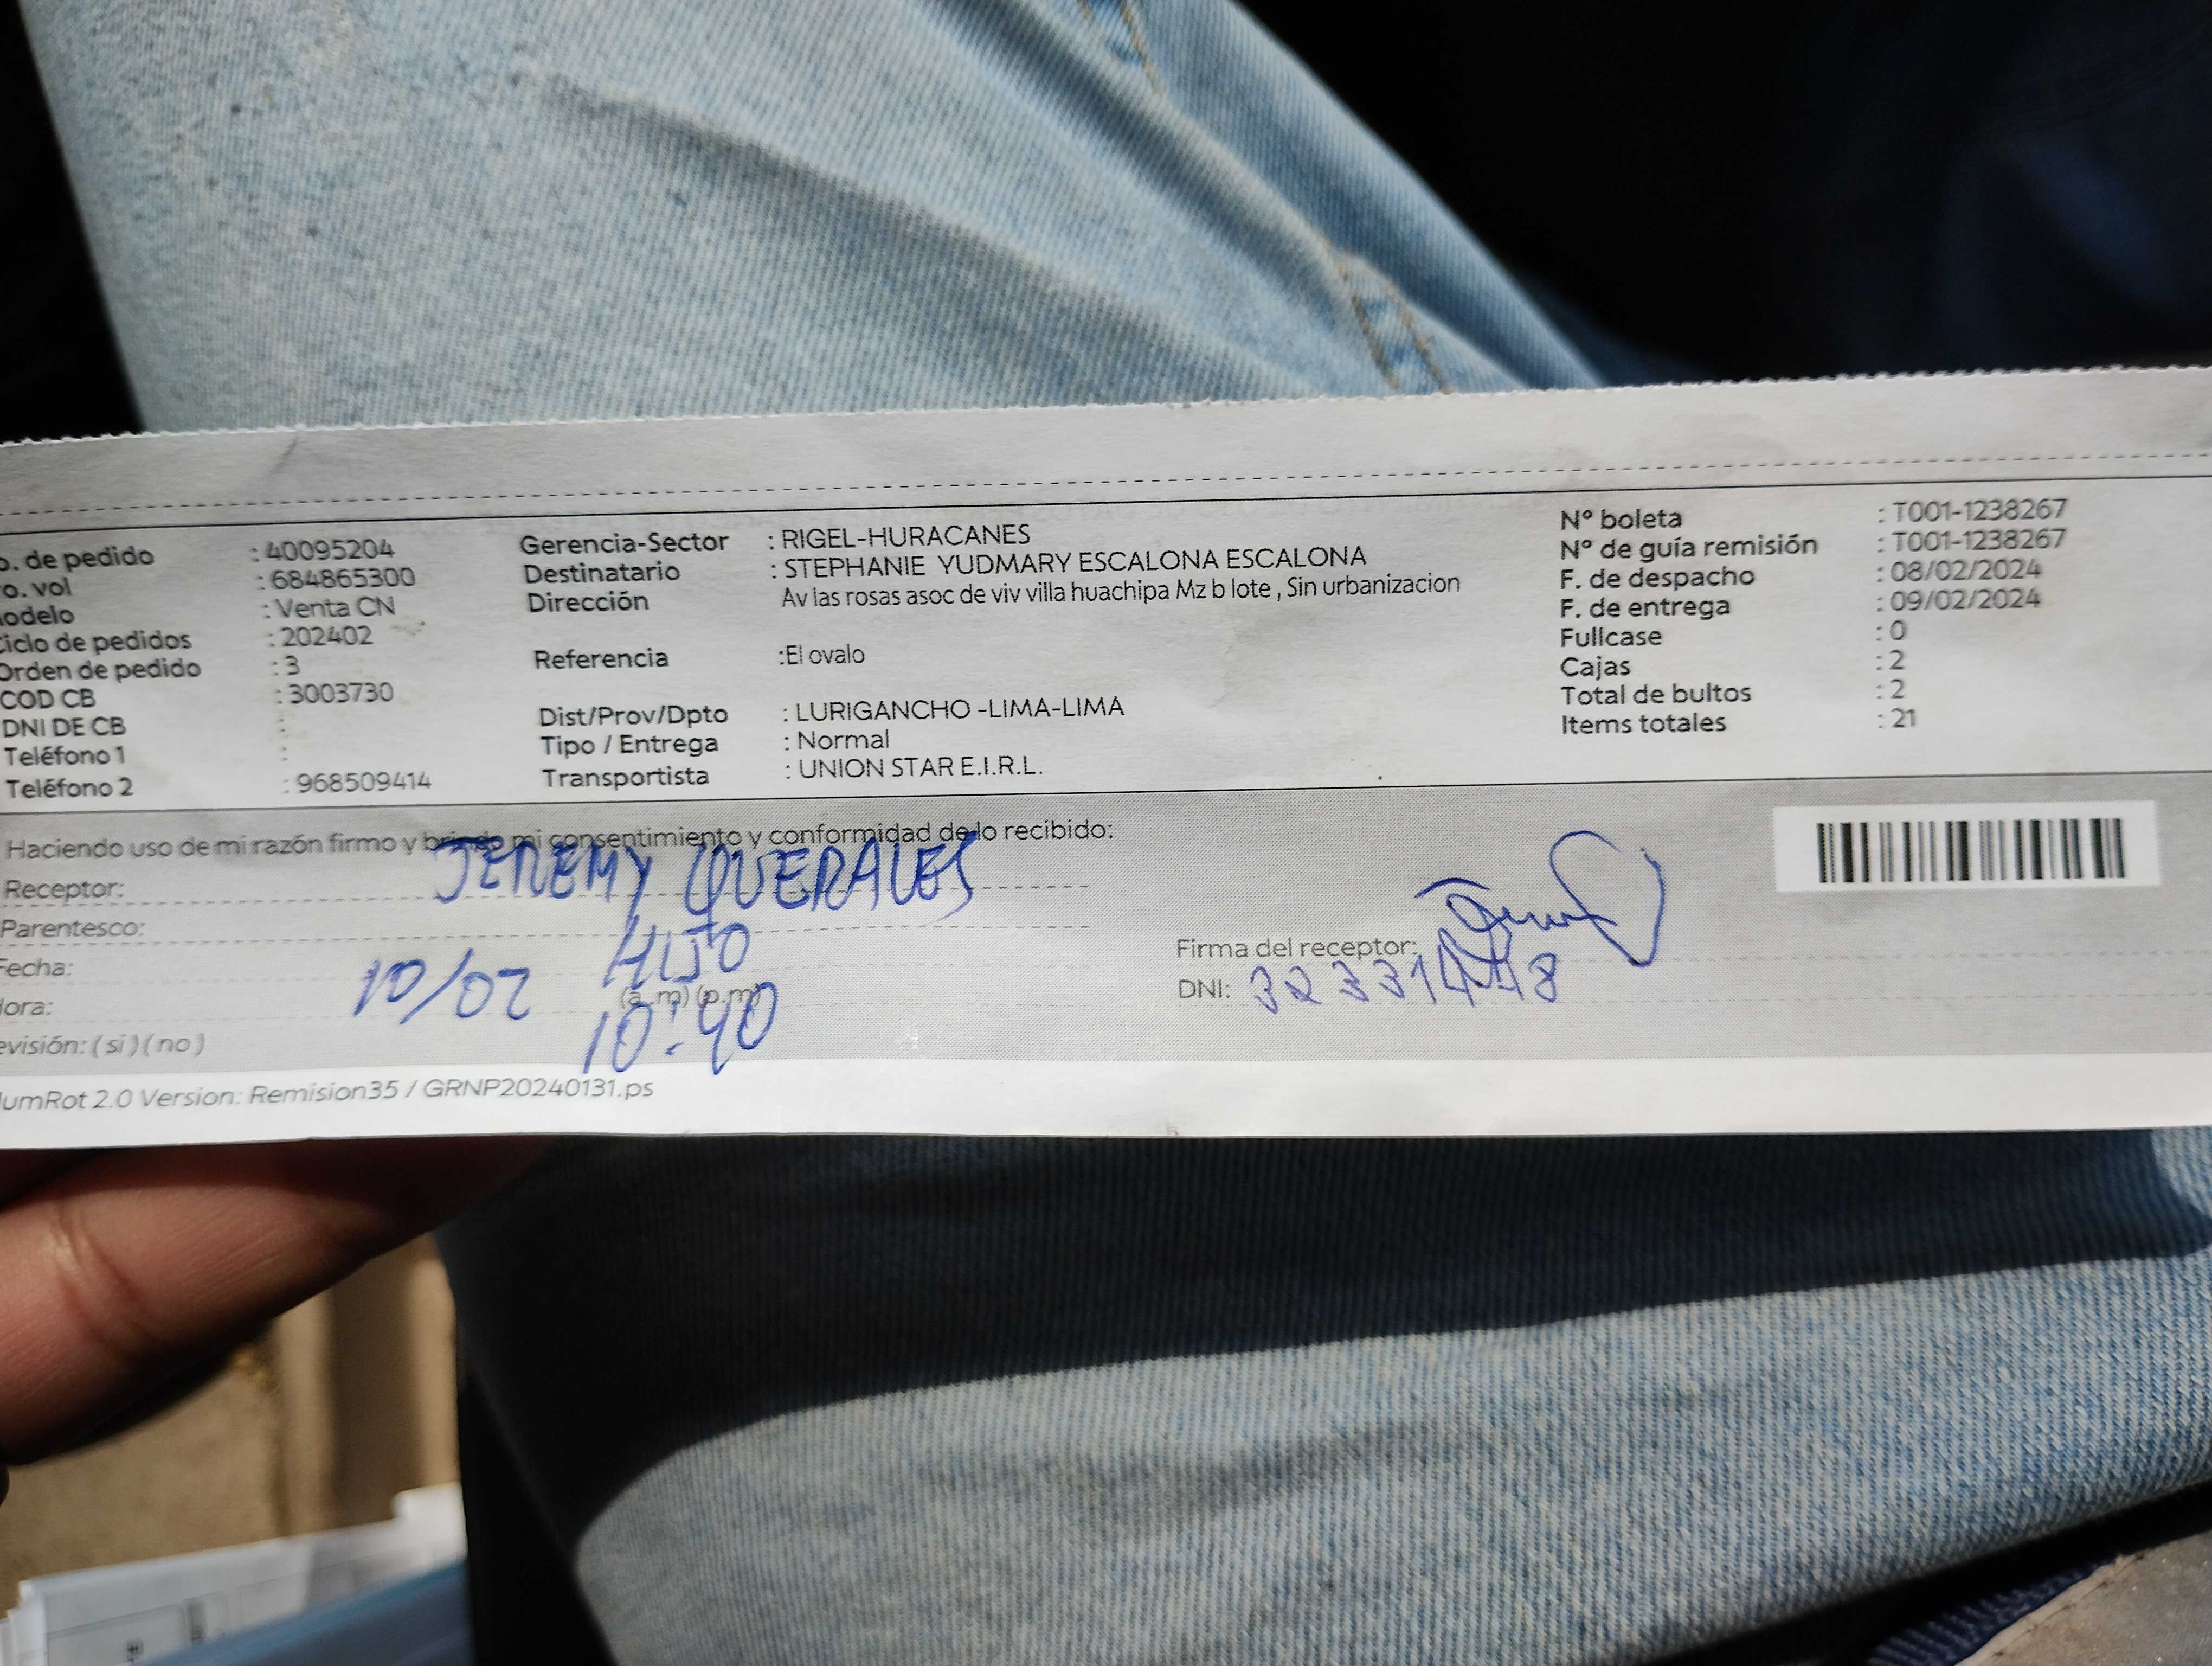 o. de pedido : 40095204 Gerencia-Sector : RIGEL-HURACANES Nº boleta : T001-1238267
o. vol : 684865300 Destinatario : STEPHANIE YUDMARY ESCALONA ESCALONA Nº de guía remisión : T001-1238267
odelo : Venta CN Dirección Av las rosas asoc de viv villa huachipa Mz b lote , Sin urbanizacion F. de despacho : 08/02/2024
iclo de pedidos : 202402 F. de entrega : 09/02/2024
Orden de pedido : 3 Referencia :El ovalo Fullcase : 0
COD CB : 3003730 Cajas : 2
DNI DE CB : Dist/Prov/Dpto : LURIGANCHO -LIMA-LIMA Total de bultos : 2
Teléfono 1 : Tipo / Entrega : Normal Items totales : 21
Teléfono 2 : 968509414 Transportista : UNION STAR E.I.R.L.
Haciendo uso de mi razón firmo y brindo mi consentimiento y conformidad de lo recibido:
Receptor: JEREMY QUERALES
Parentesco: HIJO
Fecha: 10/02 Firma del receptor:
ora: (a.m) (p.m) 10:40 DNI:
evisión: ( si ) ( no )
umRot 2.0 Version: Remision35 / GRNP20240131.ps